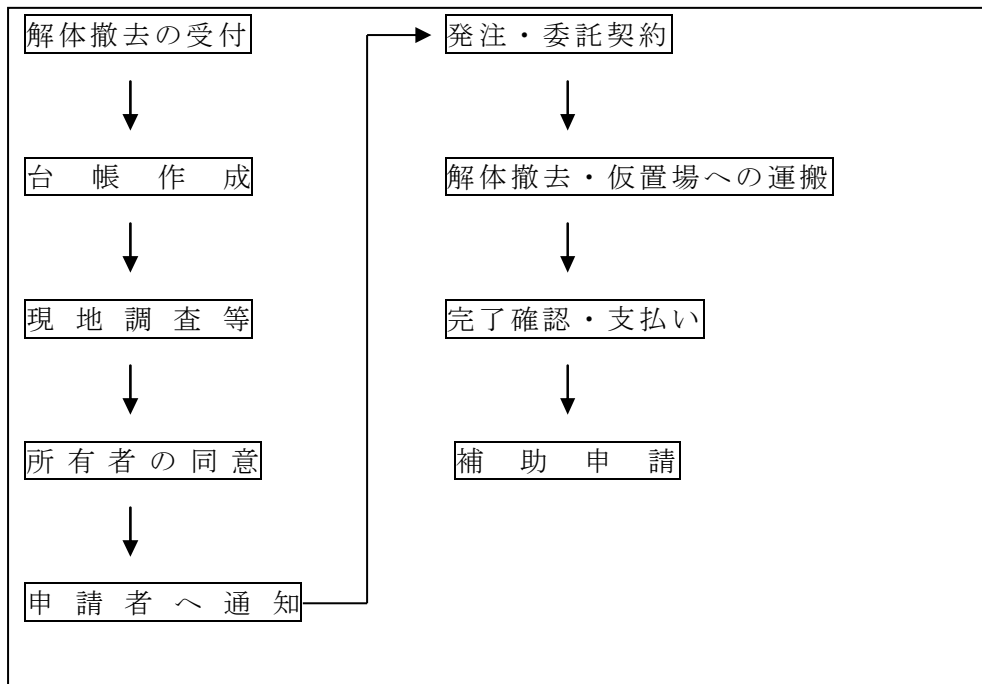 解体撤去の受付
台帳作成
現地調査等
所有者の同意
申請者へ通知
発注・委託契約
解体撤去・仮置場への運搬
完了確認・支払い
補助申請